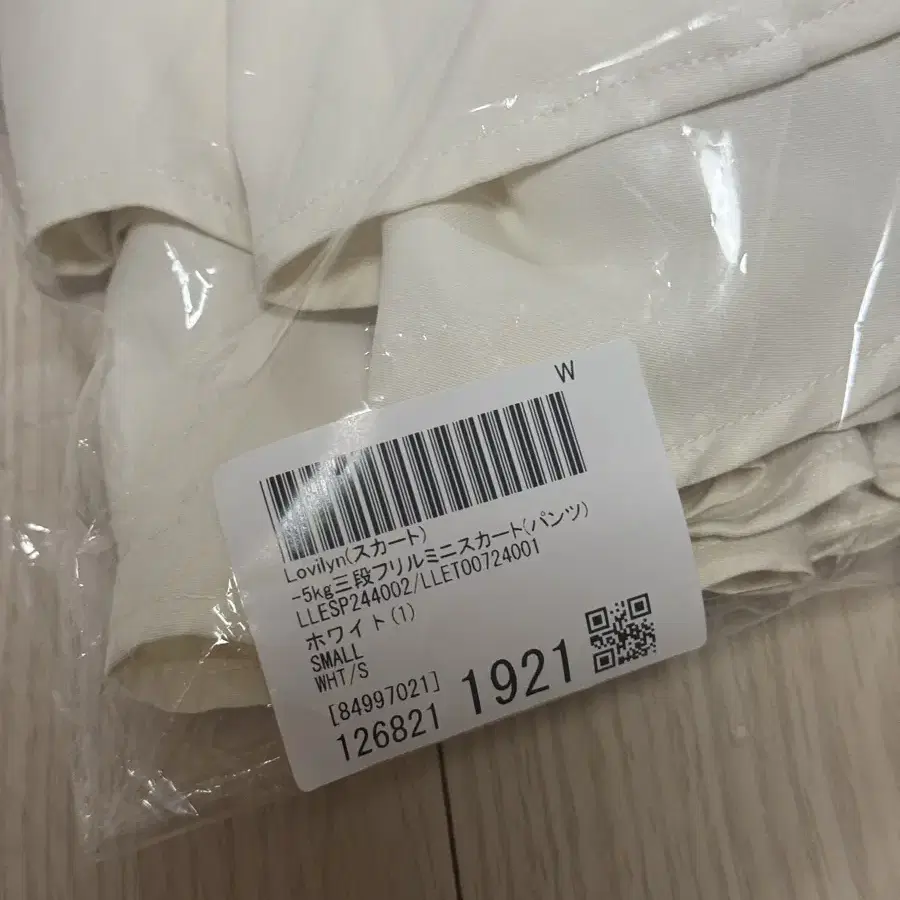 W
Lovilyn(スカート)
-5kg三段フリルミニスカート(パンツ)
LLESP244002/LLET00724001
ホワイト(1)
SMALL
WHT/S
[84997021]
126821 1921